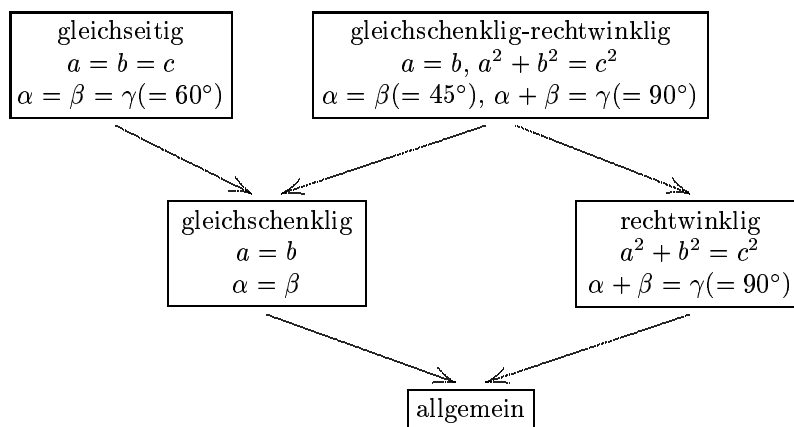 gleichseitig
a = b = c
α = β = γ(= 60°)
gleichschenklig-rechtwinklig
a = b, a² + b² = c²
α = β(= 45°), α + β = γ(= 90°)
gleichschenklig
a = b
α = β
rechtwinklig
a² + b² = c²
α + β = γ(= 90°)
allgemein